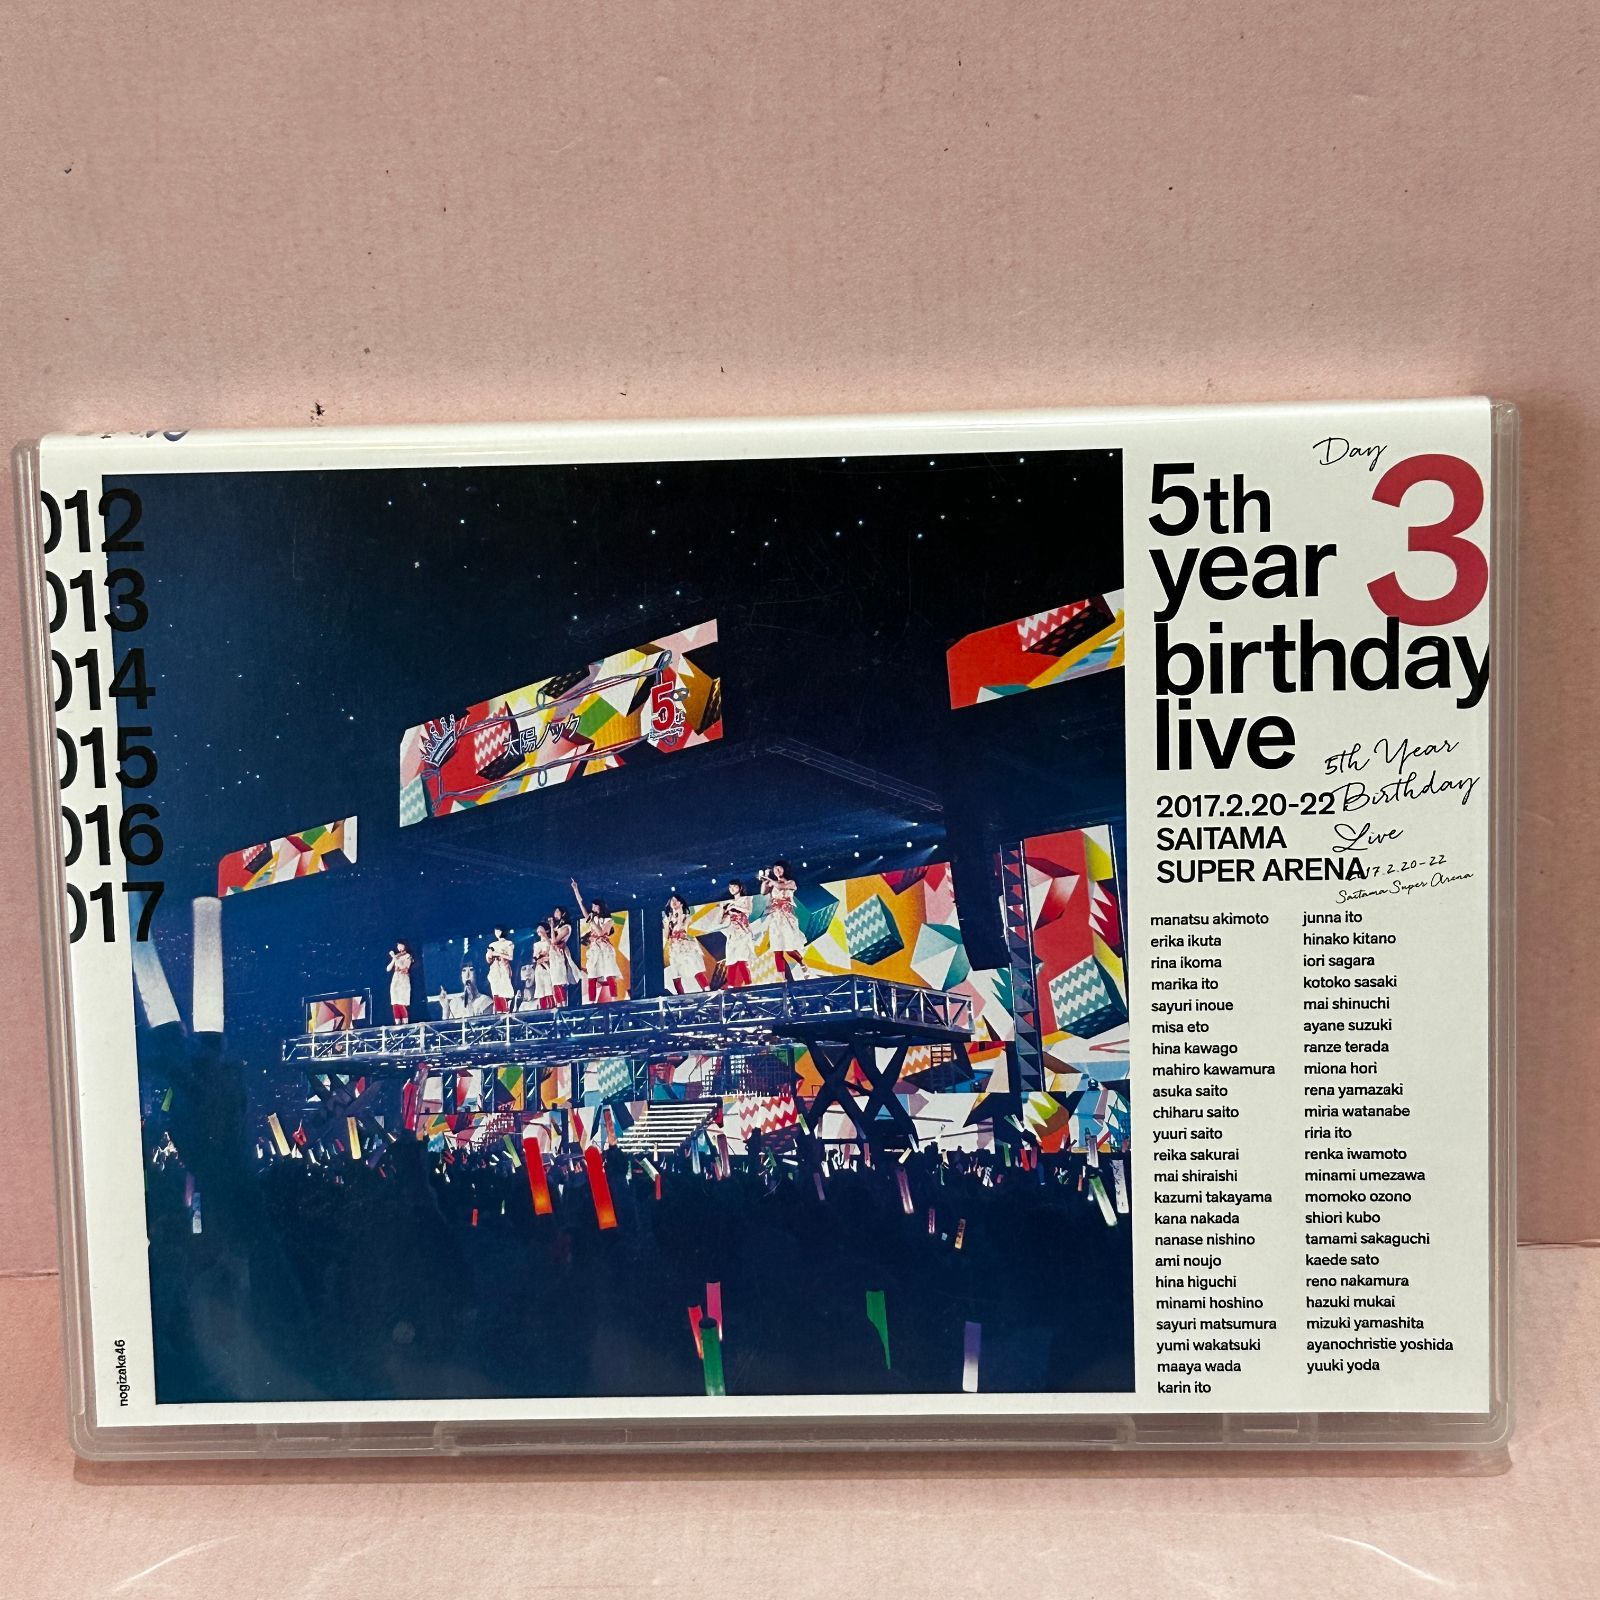 012
013
014
015
016
017
nogizaka46
太陽ノック
5th
Day
3
5th
year
birthday
live
2017.2.20-22
SAITAMA
SUPER ARENA
5th Year
Birthday
Live
2017.2.20-22
Saitama Super Arena
manatsu akimoto
erika ikuta
rina ikoma
marika ito
sayuri inoue
misa eto
hina kawago
mahiro kawamura
asuka saito
chiharu saito
yuuri saito
reika sakurai
mai shiraishi
kazumi takayama
kana nakada
nanase nishino
ami noujo
hina higuchi
minami hoshino
sayuri matsumura
yumi wakatsuki
maaya wada
karin ito
junna ito
hinako kitano
iori sagara
kotoko sasaki
mai shinuchi
ayane suzuki
ranze terada
miona hori
rena yamazaki
miria watanabe
riria ito
renka iwamoto
minami umezawa
momoko ozono
shiori kubo
tamami sakaguchi
kaede sato
reno nakamura
hazuki mukai
mizuki yamashita
ayanochristie yoshida
yuuki yoda